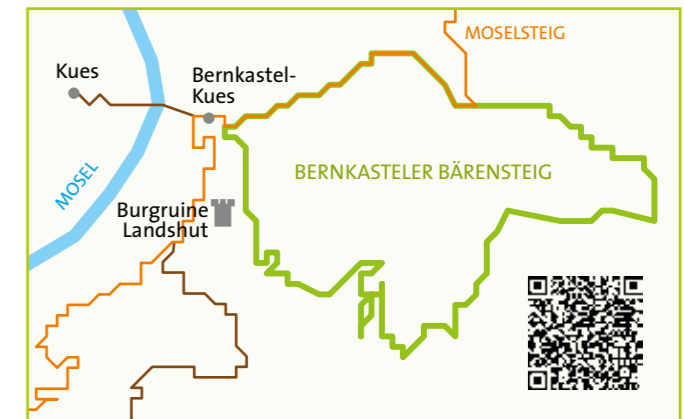 MOSELSTEIG
Kues
Bernkastel-
Kues
BERNKASTELER BÄRENSTEIG
MOSEL
Burgruine
Landshut